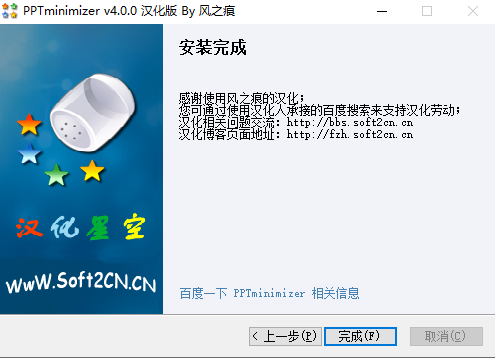 PPTminimizer v4.0.0 汉化版 By 风之痕
安装完成
感谢使用风之痕的汉化；
您可通过使用汉化人承接的百度搜索来支持汉化劳动；
汉化相关问题交流：http://bbs.soft2cn.cn
汉化博客页面地址：http://fzh.soft2cn.cn
汉化星空
WwW.Soft2CN.CN
百度一下 PPTminimizer 相关信息
< 上一步(P)
完成(F)
取消(C)